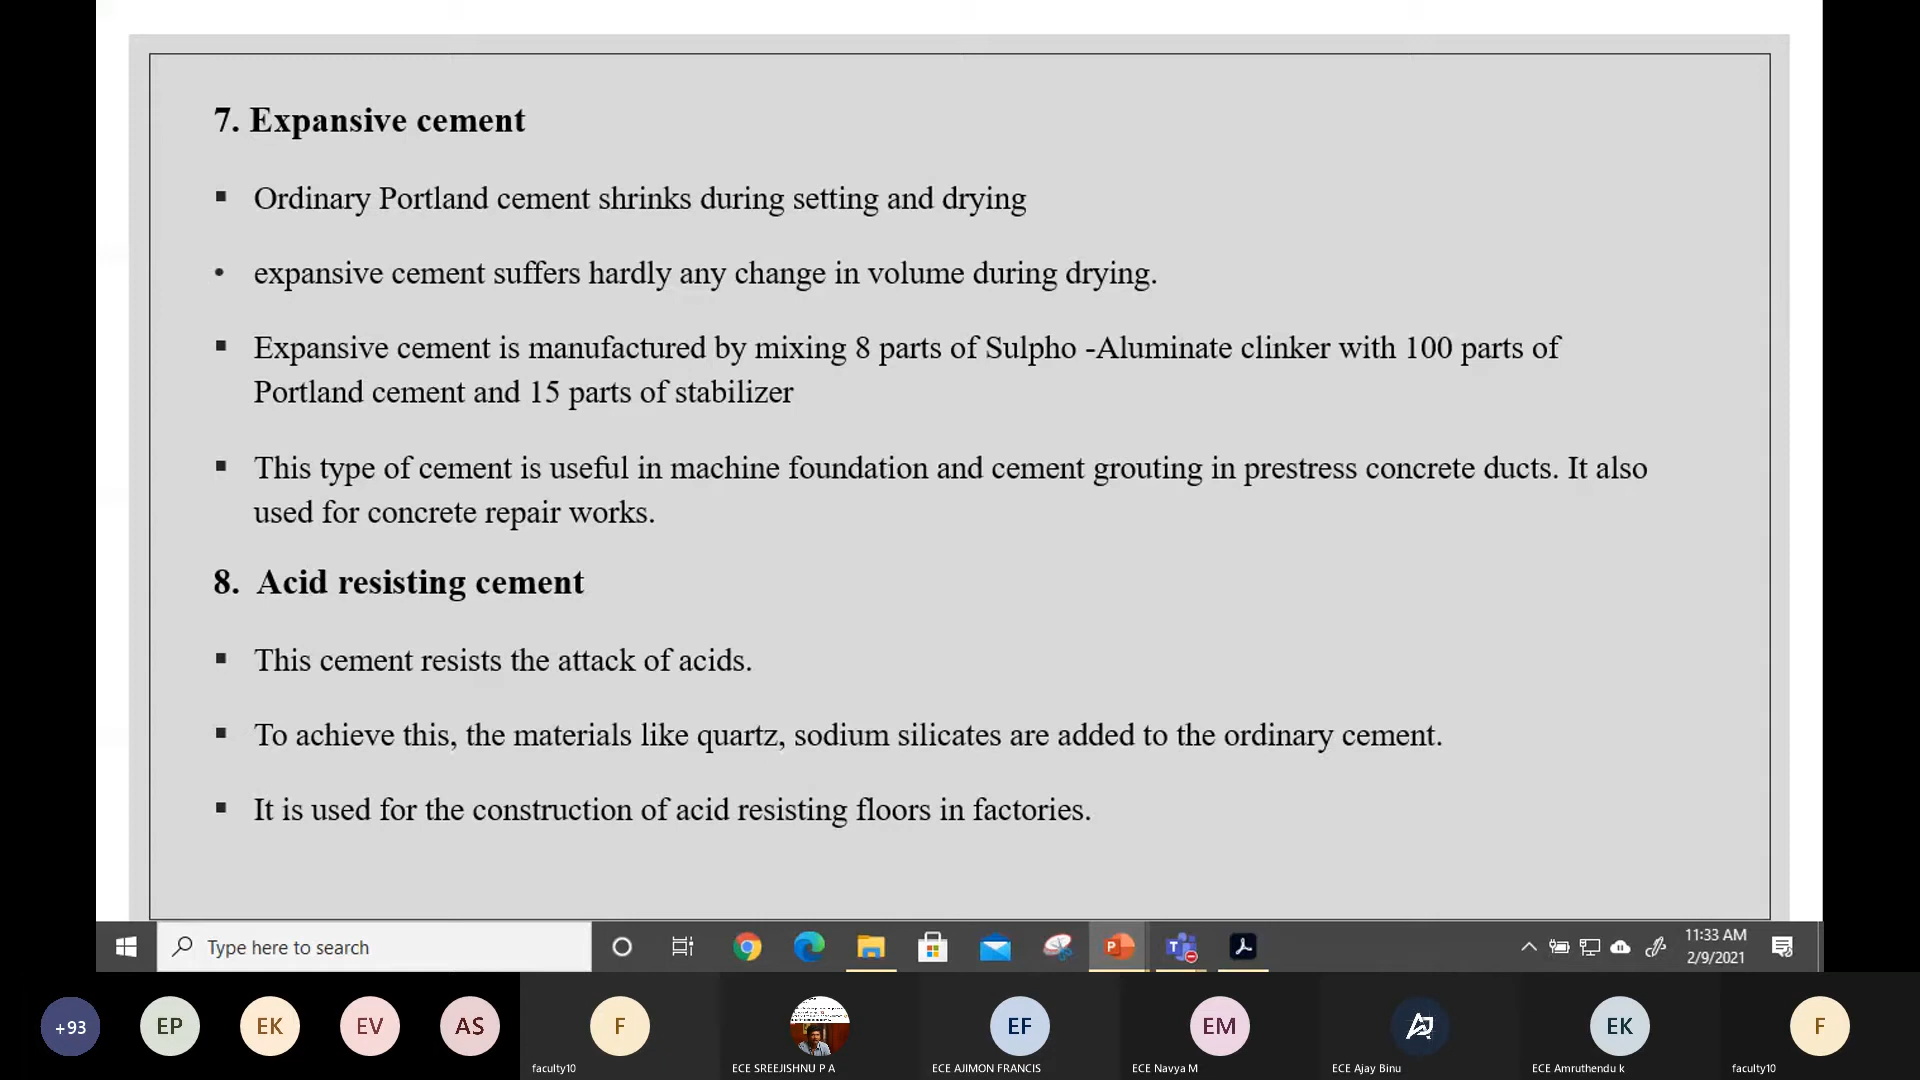 7. Expansive cement
▪ Ordinary Portland cement shrinks during setting and drying
• expansive cement suffers hardly any change in volume during drying.
▪ Expansive cement is manufactured by mixing 8 parts of Sulpho -Aluminate clinker with 100 parts of
Portland cement and 15 parts of stabilizer
▪ This type of cement is useful in machine foundation and cement grouting in prestress concrete ducts. It also
used for concrete repair works.
8. Acid resisting cement
▪ This cement resists the attack of acids.
▪ To achieve this, the materials like quartz, sodium silicates are added to the ordinary cement.
▪ It is used for the construction of acid resisting floors in factories.
Type here to search
11:33 AM
2/9/2021
+93 EP EK EV AS F EF EM EK F
faculty10 ECE SREEJISHNU P A ECE AJIMON FRANCIS ECE Navya M ECE Ajay Binu ECE Amruthendu k faculty10